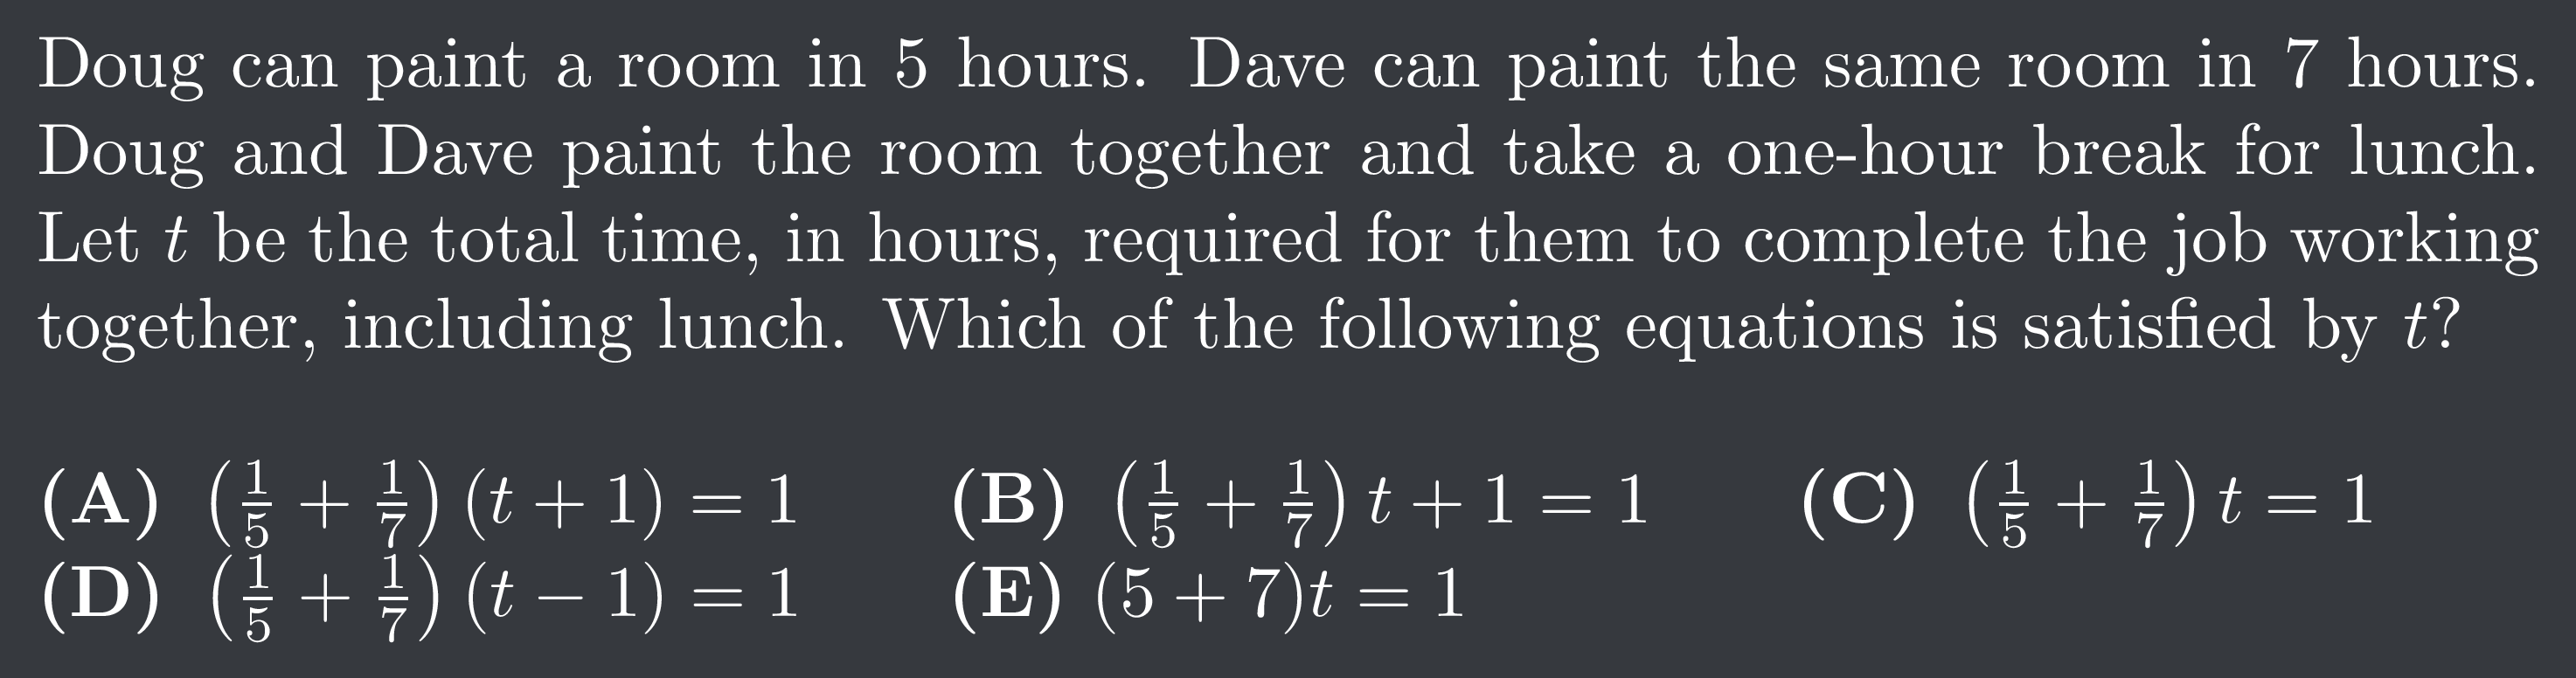 Doug can paint a room in 5 hours. Dave can paint the same room in 7 hours.
Doug and Dave paint the room together and take a one-hour break for lunch.
Let t be the total time, in hours, required for them to complete the job working
together, including lunch. Which of the following equations is satisfied by t?
(A) (1/5 + 1/7) (t + 1) = 1 (B) (1/5 + 1/7) t + 1 = 1 (C) (1/5 + 1/7) t = 1
(D) (1/5 + 1/7) (t − 1) = 1 (E) (5 + 7)t = 1